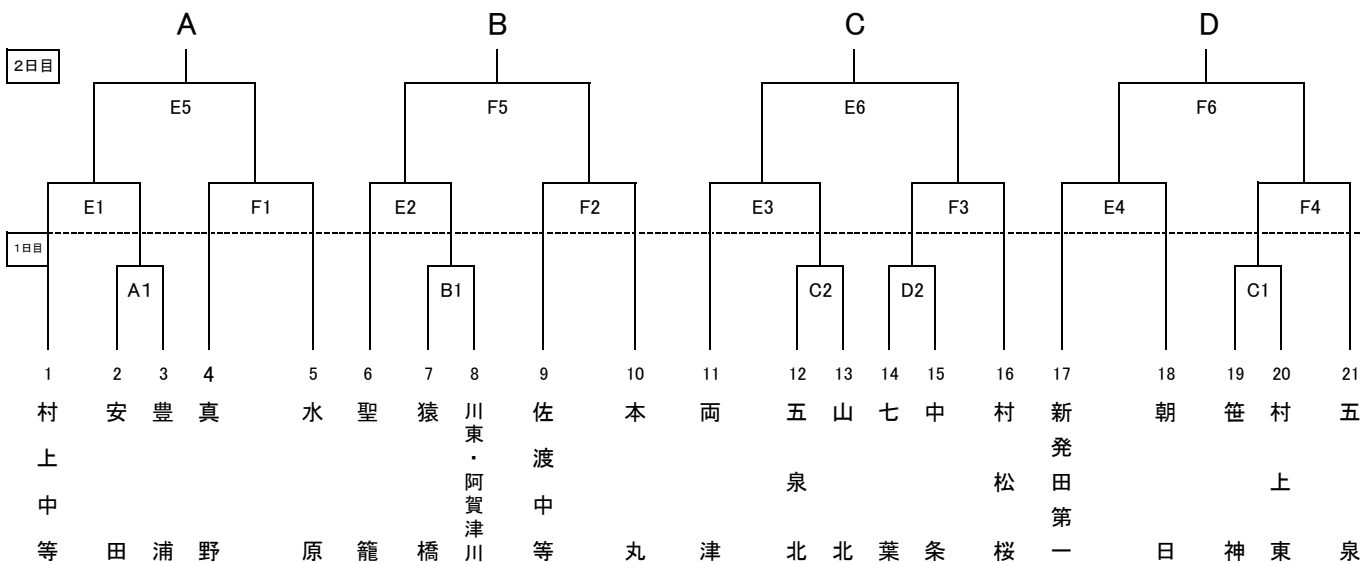 A B C D
2日目
E5 F5 E6 F6
E1 F1 E2 F2 E3 F3 E4 F4
1日目
A1 B1 C2 D2 C1
1 2 3 4 5 6 7 8 9 10 11 12 13 14 15 16 17 18 19 20 21
村上中等
安田
豊浦
真野
水原
聖籠
猿橋
川東・阿賀津川
佐渡中等
本丸
両津
五泉北
山北
七葉
中条
村松桜
新発田第一
朝日
笹神
村上東
五泉